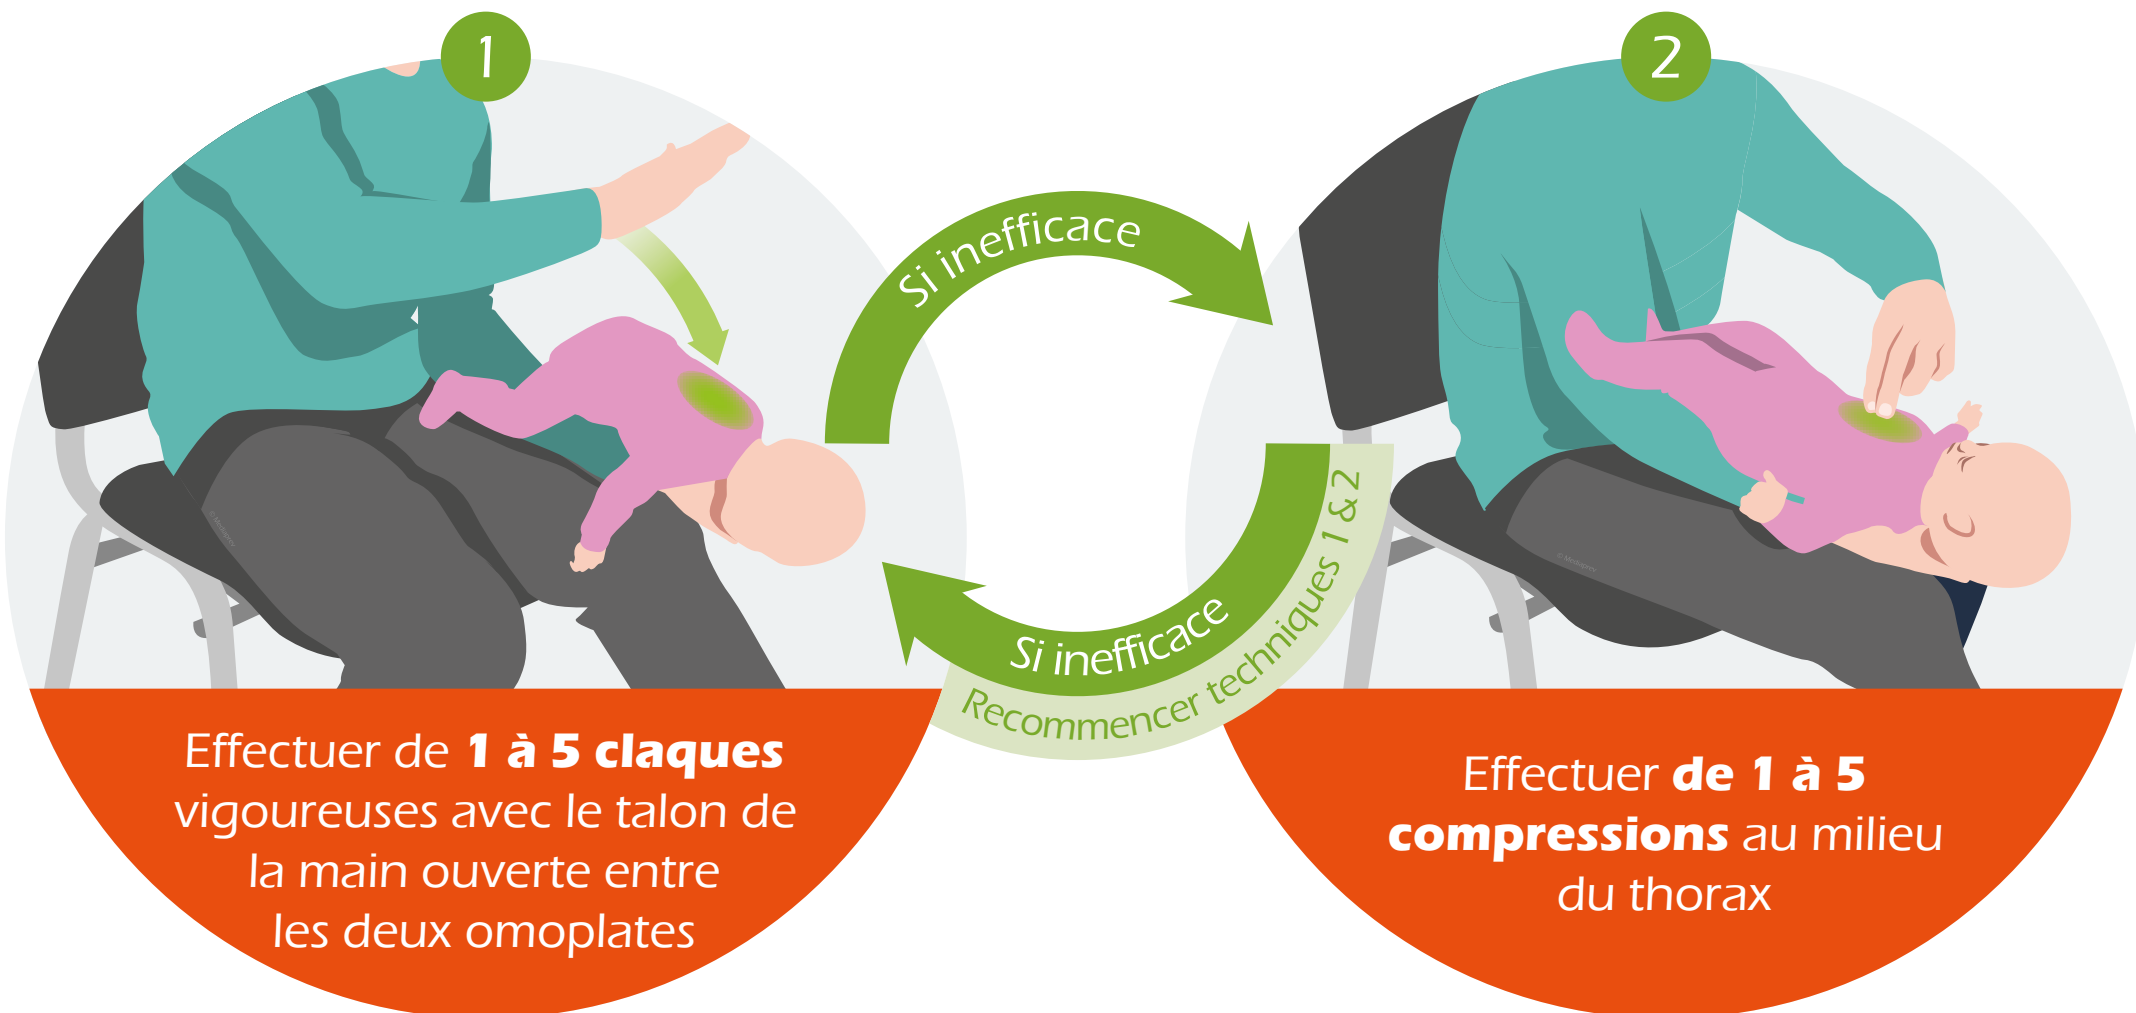 1
2
Si inefficace
Si inefficace
Recommencer techniques 1 & 2
Effectuer de 1 à 5 claques
vigoureuses avec le talon de
la main ouverte entre
les deux omoplates
Effectuer de 1 à 5
compressions au milieu
du thorax